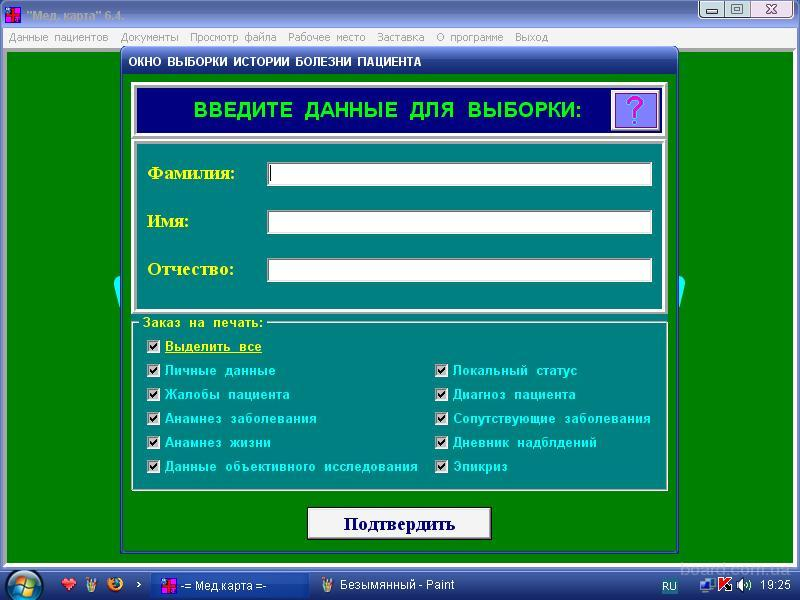 "Мед. карта" 6.4.
Данные пациентов Документы Просмотр файла Рабочее место Заставка О программе Выход
ОКНО ВЫБОРКИ ИСТОРИИ БОЛЕЗНИ ПАЦИЕНТА
ВВЕДИТЕ ДАННЫЕ ДЛЯ ВЫБОРКИ: ?
Фамилия:
Имя:
Отчество:
Заказ на печать:
Выделить все
Личные данные
Жалобы пациента
Анамнез заболевания
Анамнез жизни
Данные объективного исследования
Локальный статус
Диагноз пациента
Сопутствующие заболевания
Дневник надблдений
Эпикриз
Подтвердить
board.com.ua
-= Мед.карта =-
Безымянный - Paint
RU
19:25